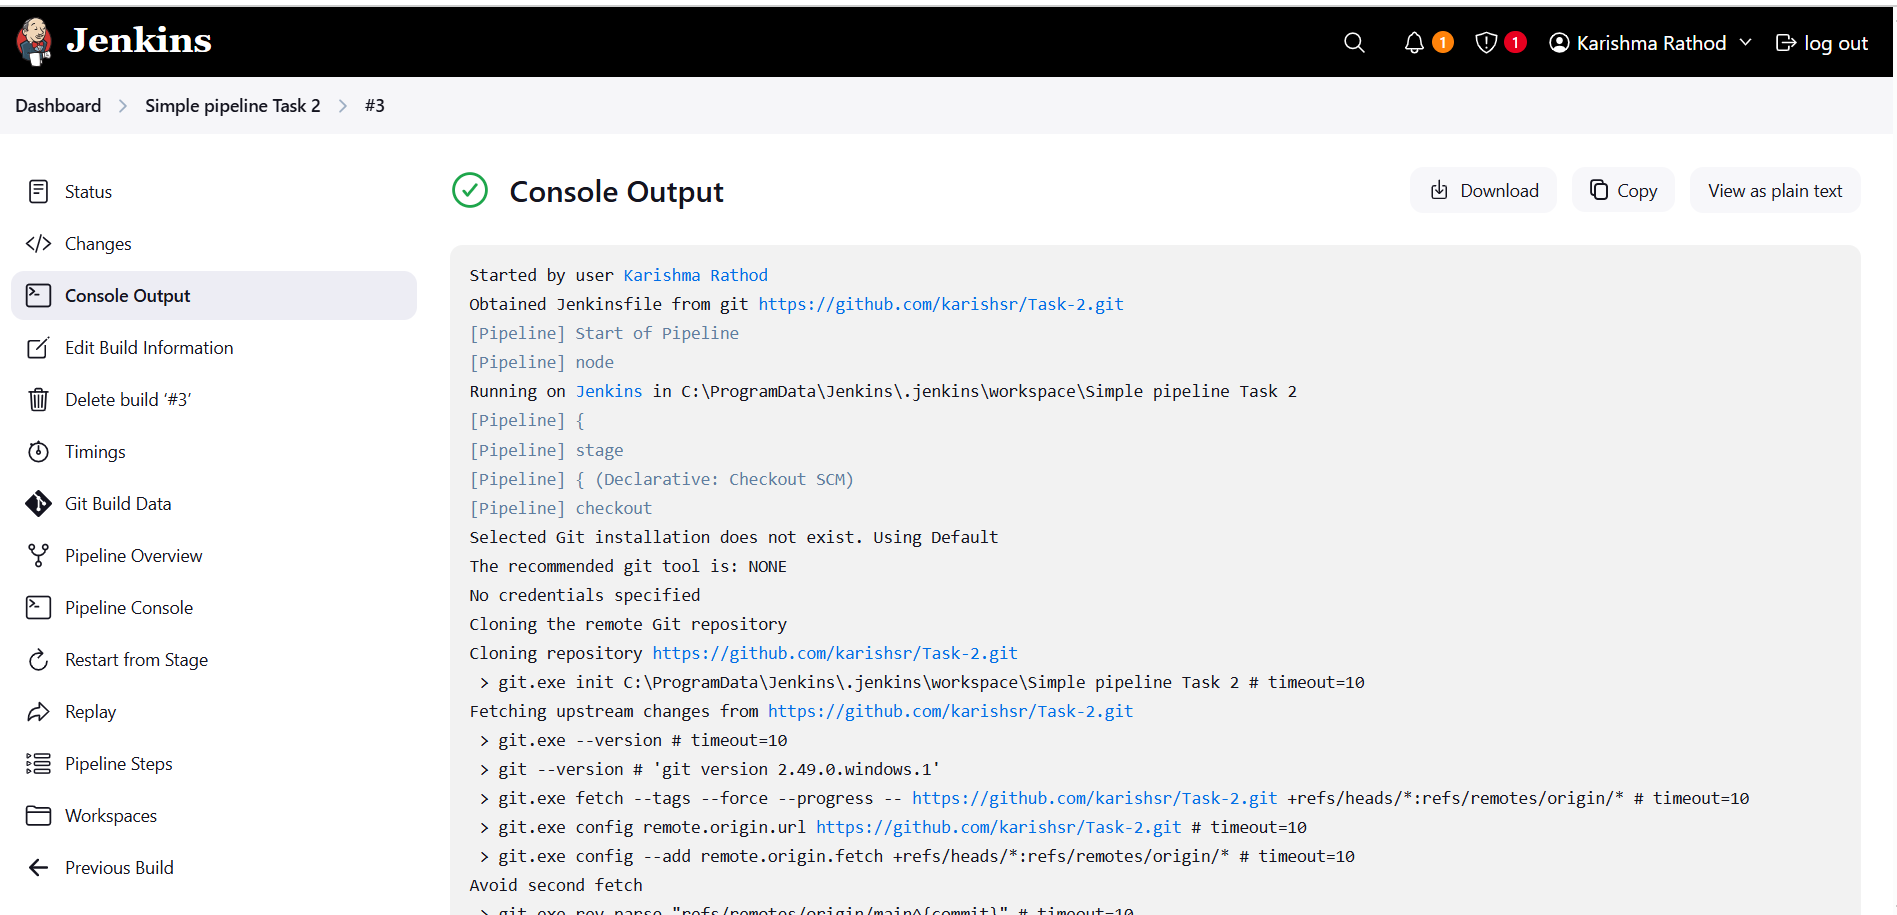 Jenkins
1
1
Karishma Rathod
log out
Dashboard > Simple pipeline Task 2 > #3
Status
Changes
Console Output
Edit Build Information
Delete build ‘#3’
Timings
Git Build Data
Pipeline Overview
Pipeline Console
Restart from Stage
Replay
Pipeline Steps
Workspaces
Previous Build
Console Output
Download
Copy
View as plain text
Started by user Karishma Rathod
Obtained Jenkinsfile from git https://github.com/karishsr/Task-2.git
[Pipeline] Start of Pipeline
[Pipeline] node
Running on Jenkins in C:\ProgramData\Jenkins\.jenkins\workspace\Simple pipeline Task 2
[Pipeline] {
[Pipeline] stage
[Pipeline] { (Declarative: Checkout SCM)
[Pipeline] checkout
Selected Git installation does not exist. Using Default
The recommended git tool is: NONE
No credentials specified
Cloning the remote Git repository
Cloning repository https://github.com/karishsr/Task-2.git
> git.exe init C:\ProgramData\Jenkins\.jenkins\workspace\Simple pipeline Task 2 # timeout=10
Fetching upstream changes from https://github.com/karishsr/Task-2.git
> git.exe --version # timeout=10
> git --version # 'git version 2.49.0.windows.1'
> git.exe fetch --tags --force --progress -- https://github.com/karishsr/Task-2.git +refs/heads/*:refs/remotes/origin/* # timeout=10
> git.exe config remote.origin.url https://github.com/karishsr/Task-2.git # timeout=10
> git.exe config --add remote.origin.fetch +refs/heads/*:refs/remotes/origin/* # timeout=10
Avoid second fetch
> git.exe rev-parse "refs/remotes/origin/main^{commit}" # timeout=10